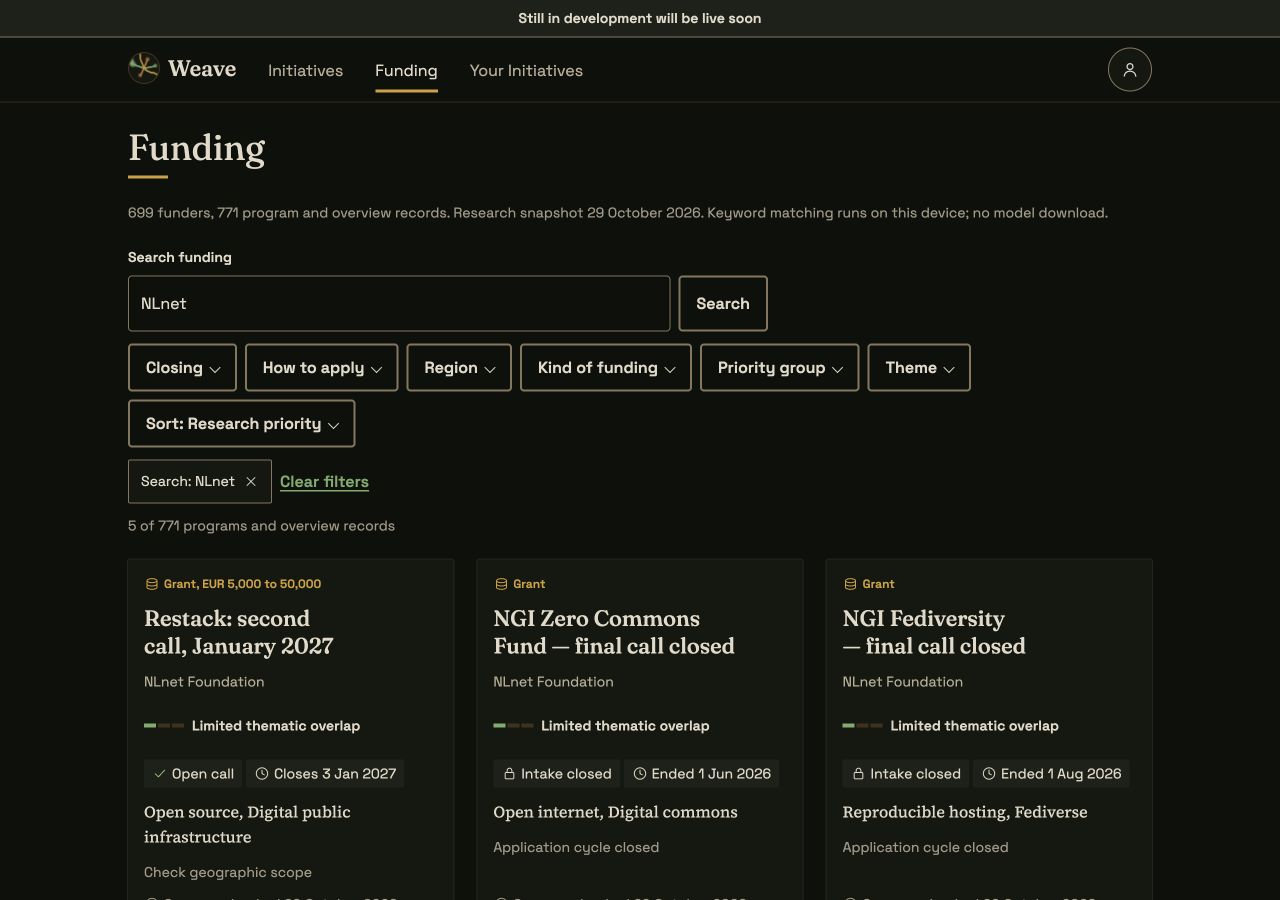 Still in development will be live soon
Weave
Initiatives
Funding
Your Initiatives
Funding
699 funders, 771 program and overview records. Research snapshot 29 October 2026. Keyword matching runs on this device; no model download.
Search funding
NLnet
Search
Closing
How to apply
Region
Kind of funding
Priority group
Theme
Sort: Research priority
Search: NLnet
Clear filters
5 of 771 programs and overview records
Grant, EUR 5,000 to 50,000
Restack: second
call, January 2027
NLnet Foundation
Limited thematic overlap
Open call
Closes 3 Jan 2027
Open source, Digital public
infrastructure
Check geographic scope
Grant
NGI Zero Commons
Fund — final call closed
NLnet Foundation
Limited thematic overlap
Intake closed
Ended 1 Jun 2026
Open internet, Digital commons
Application cycle closed
Grant
NGI Fediversity
— final call closed
NLnet Foundation
Limited thematic overlap
Intake closed
Ended 1 Aug 2026
Reproducible hosting, Fediverse
Application cycle closed